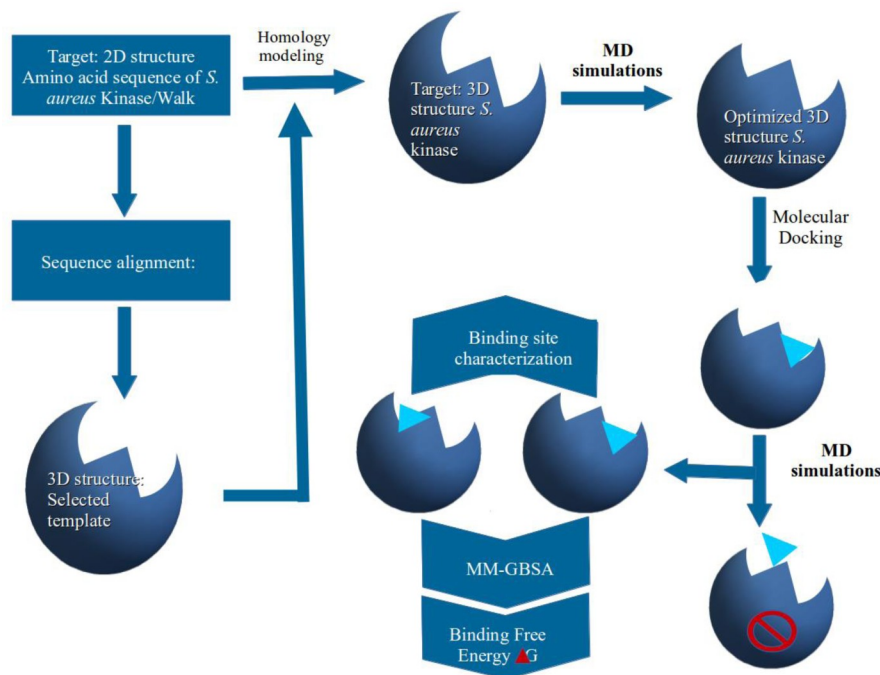 Target: 2D structure
Amino acid sequence of S.
aureus Kinase/Walk
Homology
modeling
Target: 3D
structure S.
aureus
kinase
MD
simulations
Optimized 3D
structure S.
aureus kinase
Sequence alignment:
Molecular
Docking
Binding site
characterization
3D structure:
Selected
template
MD
simulations
MM-GBSA
Binding Free
Energy ▲G